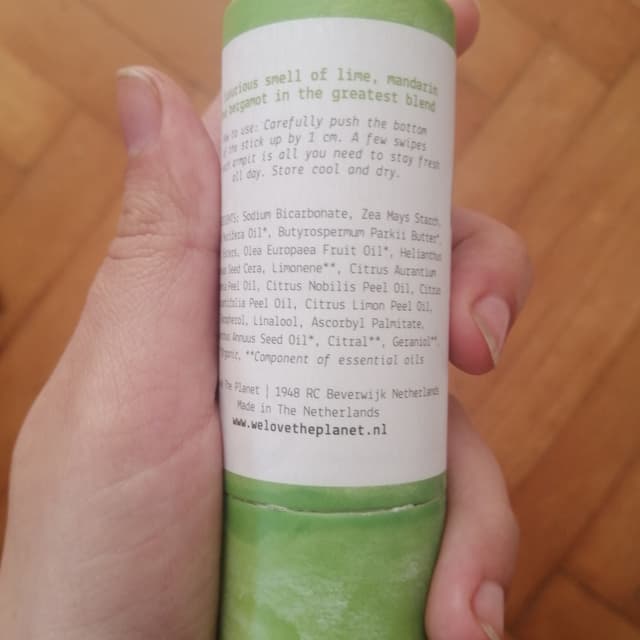 smell of lime, mandarin
bergamot in the greatest blend
to use: Carefully push the bottom
the stick up by 1 cm. A few swipes
armpit is all you need to stay fresh
all day. Store cool and dry.
Sodium Bicarbonate, Zea Mays Starch,
Oil*, Butyrospermum Parkii Butter*,
Olea Europaea Fruit Oil*, Helianthus
Seed Cera, Limonene**, Citrus Aurantium
Peel Oil, Citrus Nobilis Peel Oil, Citrus
Peel Oil, Citrus Limon Peel Oil,
Linalool, Ascorbyl Palmitate,
Annuus Seed Oil*, Citral**, Geraniol**.
**Component of essential oils
The Planet | 1948 RC Beverwijk Netherlands
Made in The Netherlands
www.welovetheplanet.nl